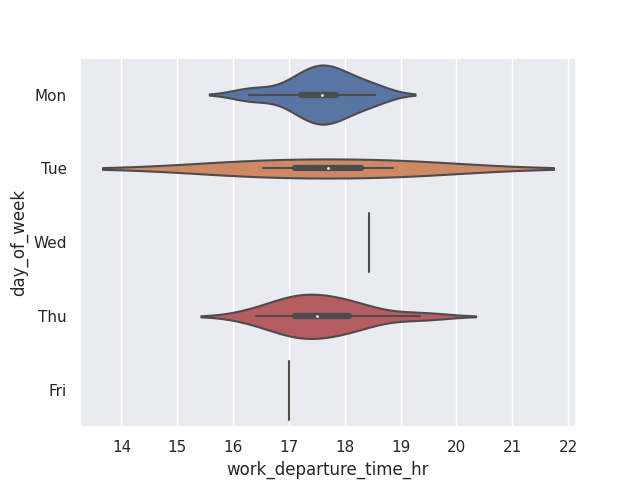 Mon
Tue
Wed
Thu
Fri
day_of_week
14 15 16 17 18 19 20 21 22
work_departure_time_hr